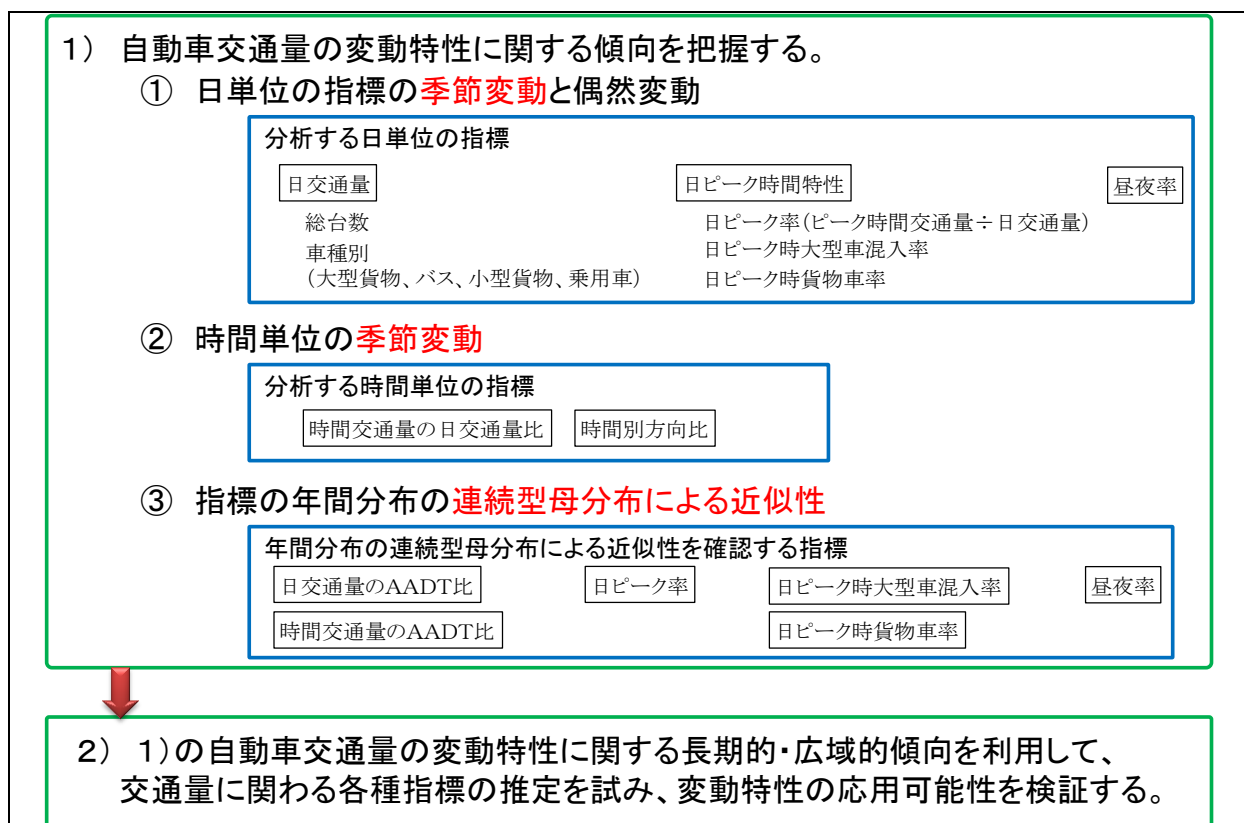 1) 自動車交通量の変動特性に関する傾向を把握する。
① 日単位の指標の季節変動と偶然変動
分析する日単位の指標
日交通量 日ピーク時間特性 昼夜率
総台数 日ピーク率(ピーク時間交通量÷日交通量)
車種別 日ピーク時大型車混入率
(大型貨物、バス、小型貨物、乗用車) 日ピーク時貨物車率
② 時間単位の季節変動
分析する時間単位の指標
時間交通量の日交通量比 時間別方向比
③ 指標の年間分布の連続型母分布による近似性
年間分布の連続型母分布による近似性を確認する指標
日交通量のAADT比 日ピーク率 日ピーク時大型車混入率 昼夜率
時間交通量のAADT比 日ピーク時貨物車率
2) 1)の自動車交通量の変動特性に関する長期的・広域的傾向を利用して、
交通量に関わる各種指標の推定を試み、変動特性の応用可能性を検証する。